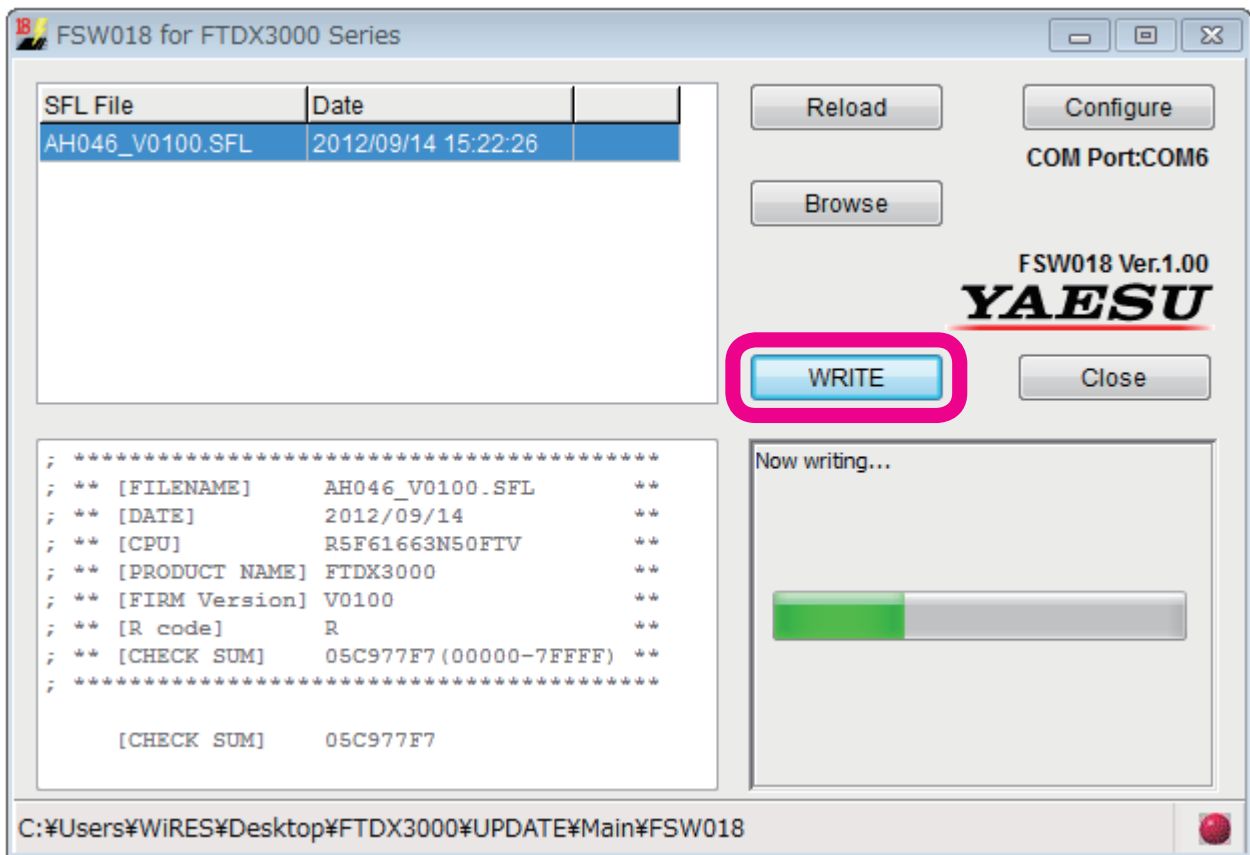 18 FSW018 for FTDX3000 Series
SFL File Date
AH046_V0100.SFL 2012/09/14 15:22:26
Reload
Configure
COM Port:COM6
Browse
FSW018 Ver.1.00
YAESU
WRITE
Close
; *******************************************
; ** [FILENAME] AH046_V0100.SFL **
; ** [DATE] 2012/09/14 **
; ** [CPU] R5F61663N50FTV **
; ** [PRODUCT NAME] FTDX3000 **
; ** [FIRM Version] V0100 **
; ** [R code] R **
; ** [CHECK SUM] 05C977F7(00000-7FFFF) **
; *******************************************
[CHECK SUM] 05C977F7
Now writing...
C:¥Users¥WiRES¥Desktop¥FTDX3000¥UPDATE¥Main¥FSW018